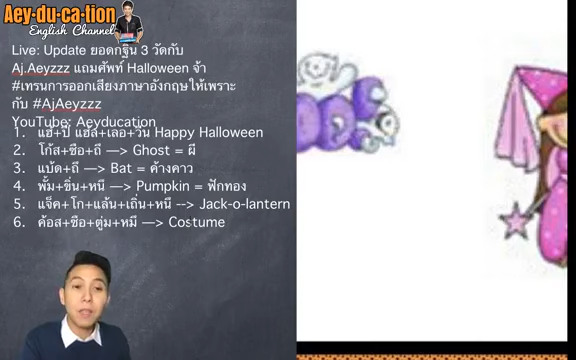 Aey-du-ca-tion
English Channel
Live: Update ยอดกฐิน 3 วัดกับ
Aj.Aeyzzz แถมศัพท์ Halloween จ้า
#เทรนการออกเสียงภาษาอังกฤษให้เพราะ
กับ #AjAeyzzz
YouTube: Aeyducation
1. แฮ้+ปี้ แฮ้ล+เลอ+วีน Happy Halloween
2. โก้ส+ซือ+ถึ —> Ghost = ผี
3. แบ้ด+ถึ —> Bat = ค้างคาว
4. พั้ม+ขิ่น+หนึ —> Pumpkin = ฟักทอง
5. แจ็ค+โก+แล้น+เถิ่น+หนึ --> Jack-o-lantern
6. ค้อส+ซือ+ตู่ม+หมึ —> Costume